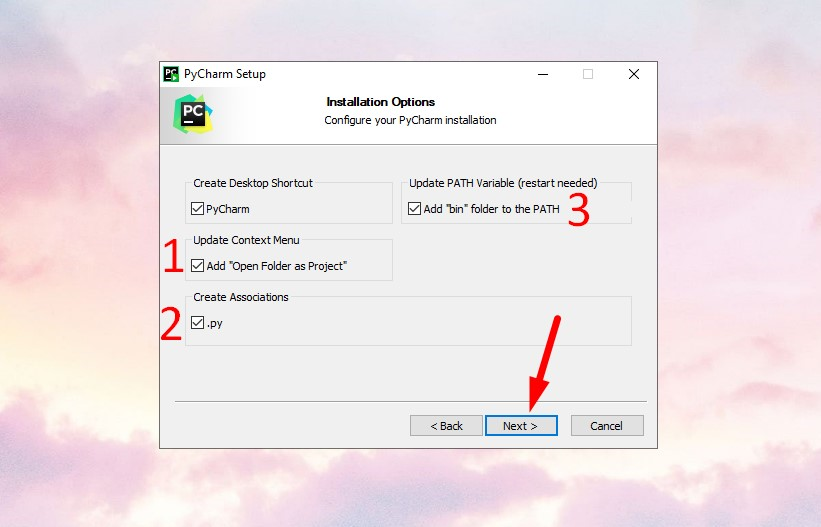 PC PyCharm Setup
PC
Installation Options
Configure your PyCharm installation
Create Desktop Shortcut
PyCharm
Update PATH Variable (restart needed)
Add "bin" folder to the PATH
3
1
Update Context Menu
Add "Open Folder as Project"
2
Create Associations
.py
< Back
Next >
Cancel